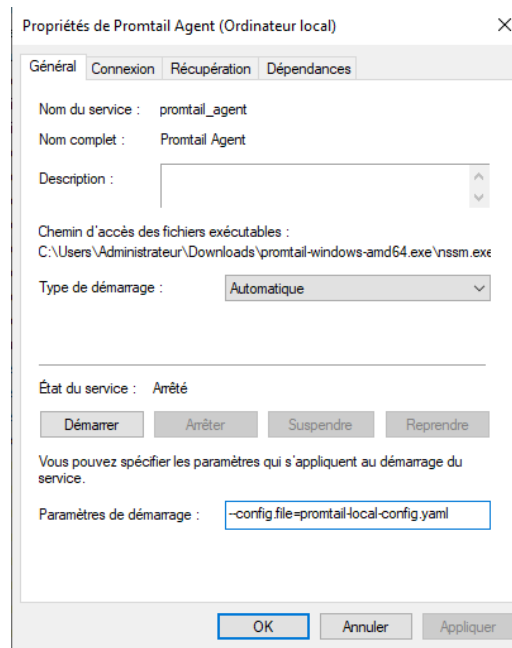 Propriétés de Promtail Agent (Ordinateur local)
Général Connexion Récupération Dépendances
Nom du service : promtail_agent
Nom complet : Promtail Agent
Description :
Chemin d'accès des fichiers exécutables :
C:\Users\Administrateur\Downloads\promtail-windows-amd64.exe\nssm.exe
Type de démarrage : Automatique
État du service : Arrêté
Démarrer Arrêter Suspendre Reprendre
Vous pouvez spécifier les paramètres qui s'appliquent au démarrage du
service.
Paramètres de démarrage : --config.file=promtail-local-config.yaml
OK Annuler Appliquer